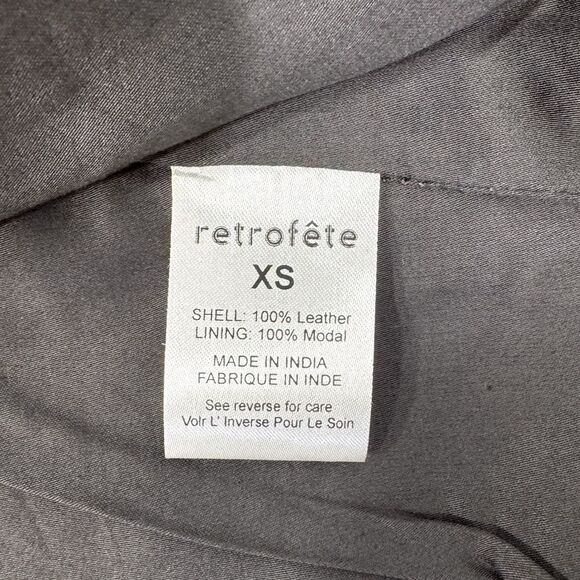 retrofête
XS
SHELL: 100% Leather
LINING: 100% Modal
MADE IN INDIA
FABRIQUE IN INDE
See reverse for care
Voir L' Inverse Pour Le Soin